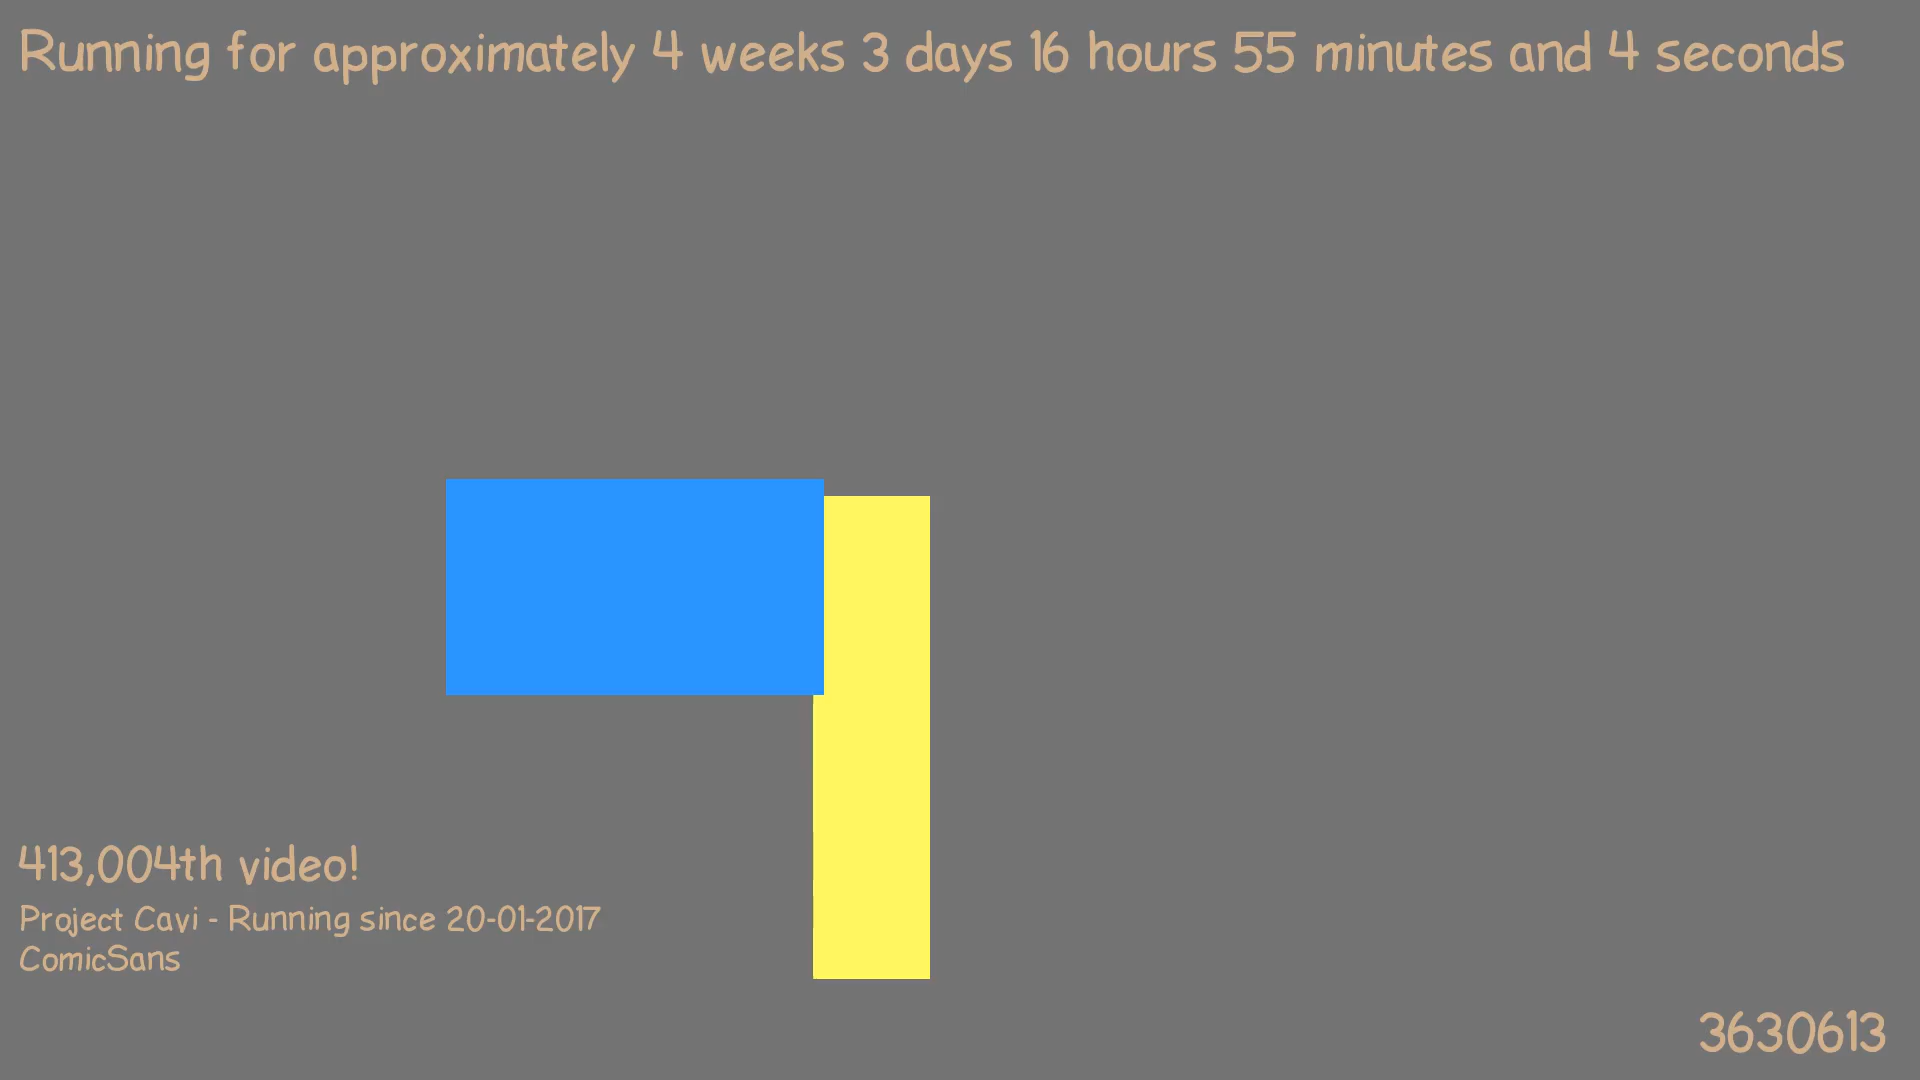 Running for approximately 4 weeks 3 days 16 hours 55 minutes and 4 seconds
413,004th video!
Project Cavi - Running since 20-01-2017
ComicSans
3630613